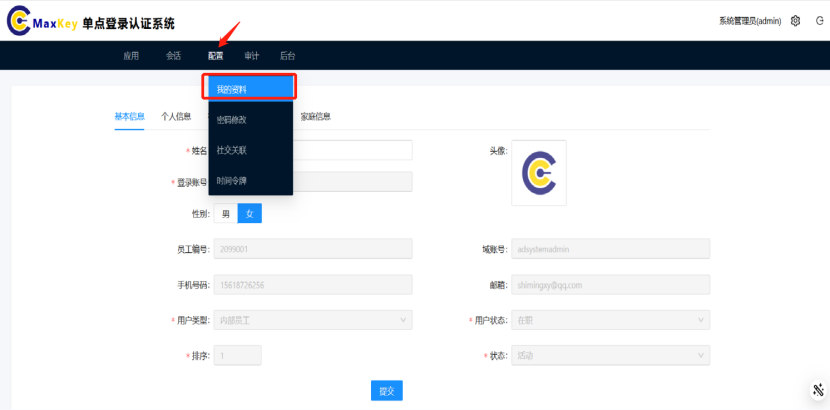 MaxKey 单点登录认证系统 系统管理员(admin)
应用 会话 配置 审计 后台
我的资料
密码修改
社交关联
时间令牌
基本信息 个人信息 家庭信息
* 姓名 头像:
* 登录账号
性别: 男 女
员工编号: 2099001 域账号: adsystemadmin
手机号码: 15618726256 邮箱: shimingxy@qq.com
* 用户类型: 内部员工 * 用户状态: 在职
* 排序: 1 * 状态: 活动
提交